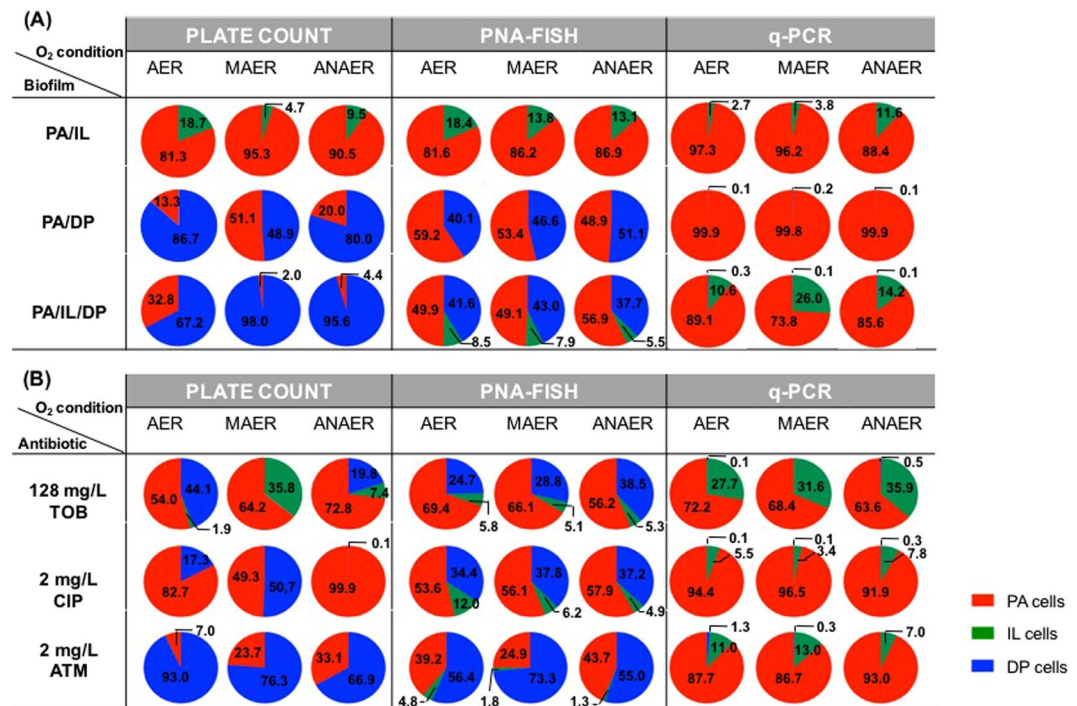 (A)
PLATE COUNT PNA-FISH q-PCR
O₂ condition
AER MAER ANAER AER MAER ANAER AER MAER ANAER
Biofilm
PA/IL
18.7 81.3 4.7 95.3 9.5 90.5 18.4 81.6 13.8 86.2 13.1 86.9 2.7 97.3 3.8 96.2 11.6 88.4
PA/DP
13.3 86.7 51.1 48.9 20.0 80.0 59.2 40.1 53.4 46.6 48.9 51.1 0.1 99.9 0.2 99.8 0.1 99.9
PA/IL/DP
32.8 67.2 2.0 98.0 4.4 95.6 49.9 41.6 8.5 49.1 43.0 7.9 56.9 37.7 5.5 0.3 10.6 89.1 0.1 26.0 73.8 0.1 14.2 85.6
(B)
PLATE COUNT PNA-FISH q-PCR
O₂ condition
AER MAER ANAER AER MAER ANAER AER MAER ANAER
Antibiotic
128 mg/L
TOB
54.0 44.1 1.9 64.2 35.8 72.8 19.8 7.4 69.4 24.7 5.8 66.1 28.8 5.1 56.2 38.5 5.3 0.1 27.7 72.2 31.6 68.4 0.5 35.9 63.6
2 mg/L
CIP
82.7 17.3 49.3 50,7 0.1 99.9 53.6 34.4 12.0 56.1 37.8 6.2 57.9 37.2 4.9 0.1 5.5 94.4 0.1 3.4 96.5 0.3 7.8 91.9
2 mg/L
ATM
7.0 93.0 23.7 76.3 33.1 66.9 39.2 56.4 4.8 24.9 73.3 1.8 43.7 55.0 1.3 1.3 11.0 87.7 0.3 13.0 86.7 7.0 93.0
PA cells
IL cells
DP cells